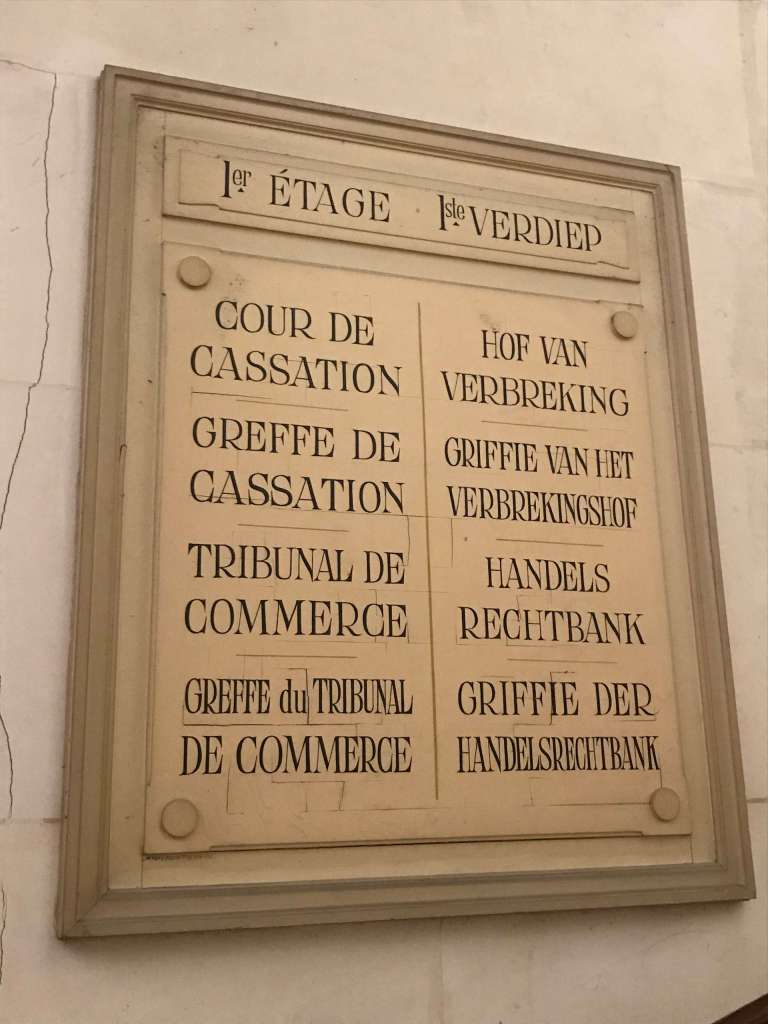 1er ÉTAGE 1ste VERDIEP
COUR DE
CASSATION
GREFFE DE
CASSATION
TRIBUNAL DE
COMMERCE
GREFFE du TRIBUNAL
DE COMMERCE
HOF VAN
VERBREKING
GRIFFIE VAN HET
VERBREKINGSHOF
HANDELS
RECHTBANK
GRIFFIE DER
HANDELSRECHTBANK